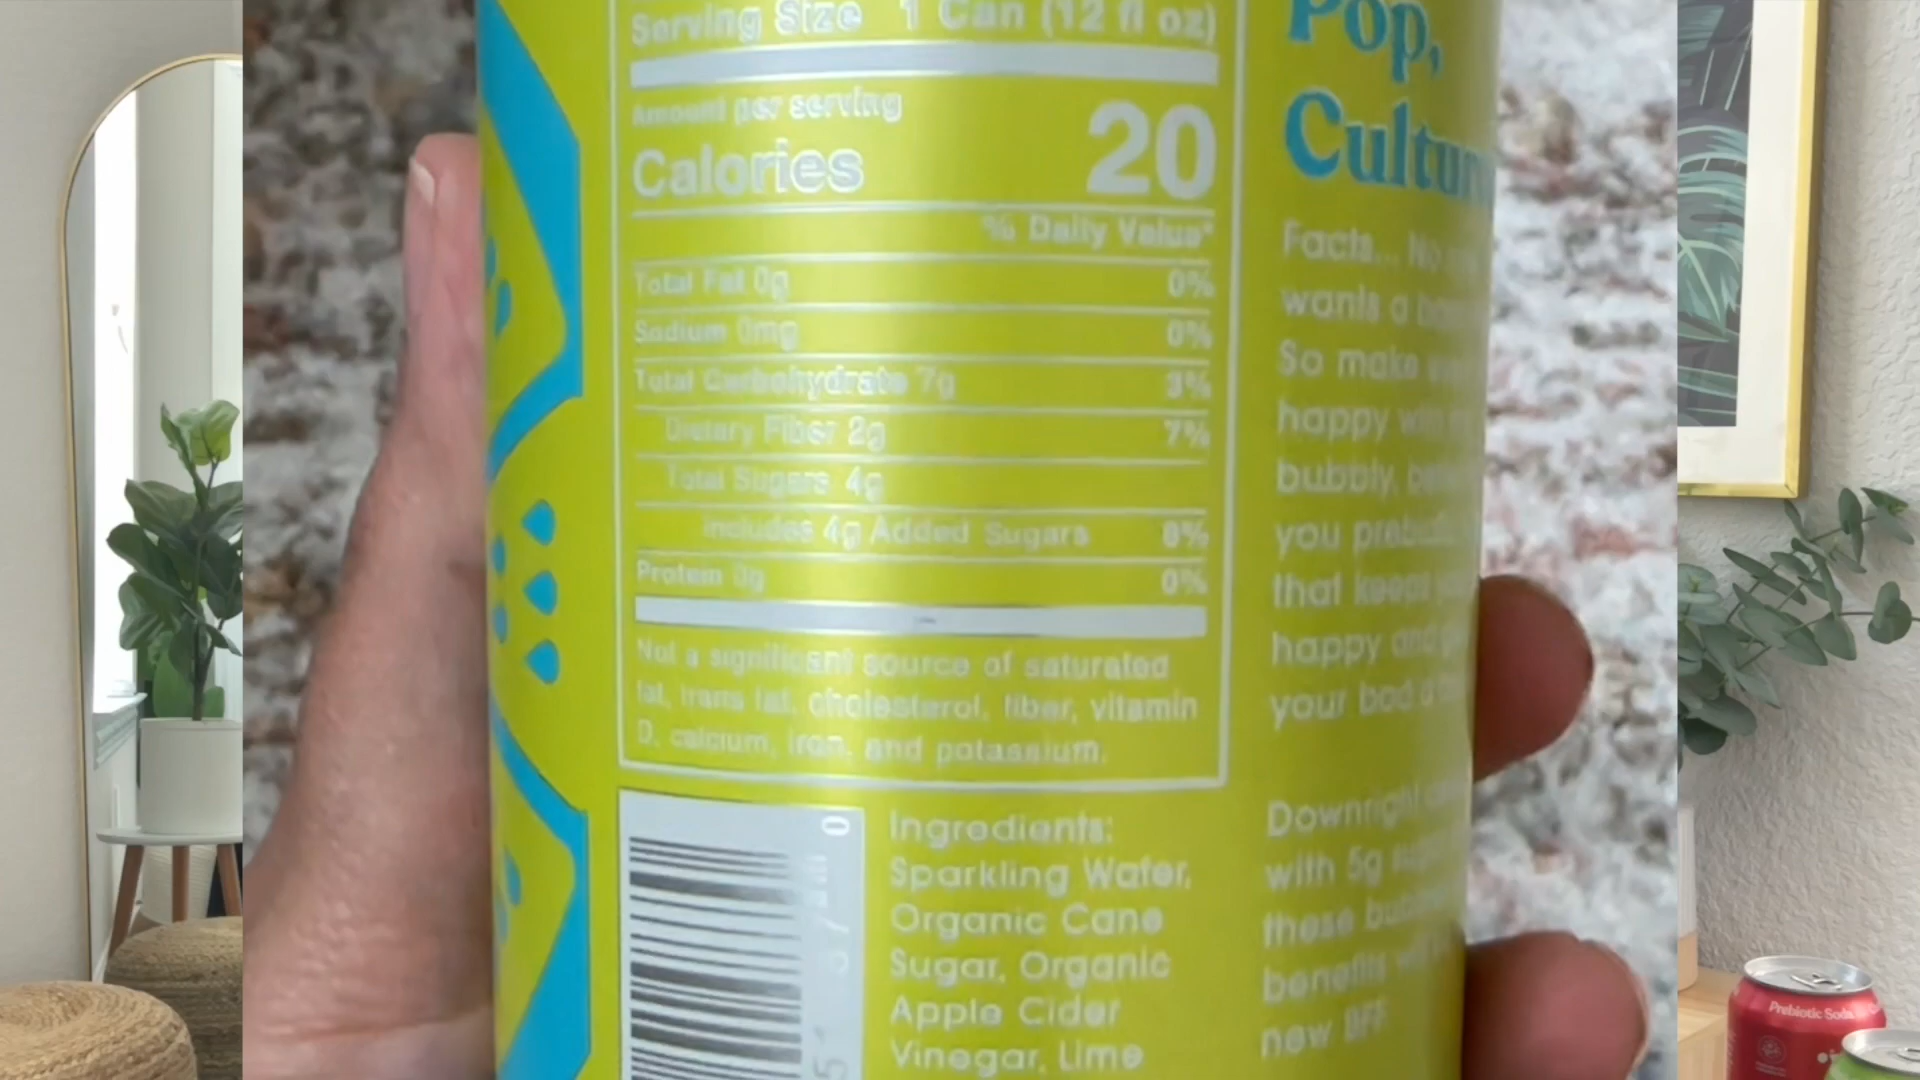 Serving Size 1 Can (12 fl oz)
Amount per serving
Calories 20
% Daily Value*
Total Fat 0g 0%
Sodium 0mg 0%
Total Carbohydrate 7g 3%
Dietary Fiber 2g 7%
Total Sugars 4g
Includes 4g Added Sugars 8%
Protein 0g 0%
Not a significant source of saturated
fat, trans fat, cholesterol, fiber, vitamin
D, calcium, iron, and potassium.
Ingredients:
Sparkling Water,
Organic Cane
Sugar, Organic
Apple Cider
Vinegar, Lime
Pop,
Facts... No
wants a
So make
happy
bubbly,
you
that keeps
happy and
your bad
Downright
with 5g
these
benefits
new BFF
Prebiotic Soda